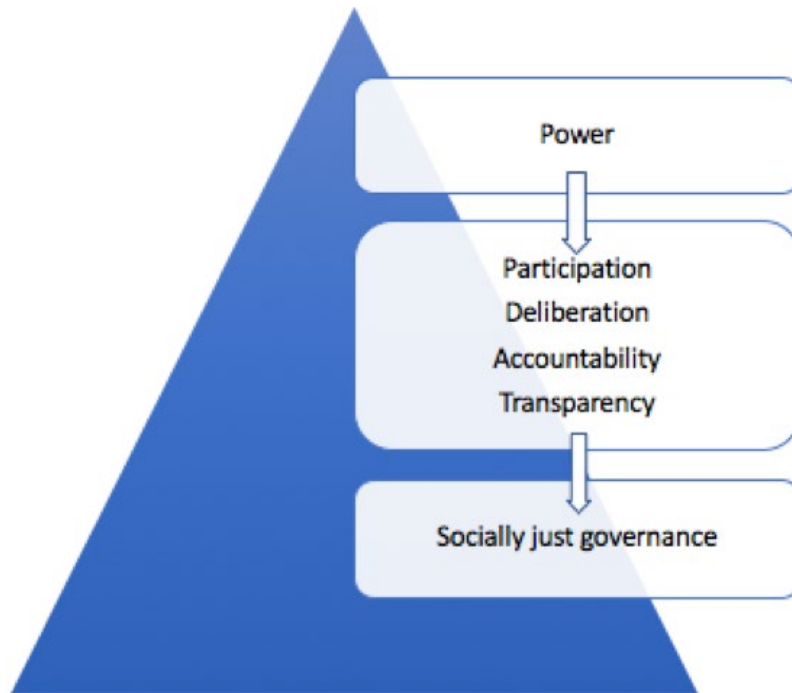 Power
Participation
Deliberation
Accountability
Transparency
Socially just governance